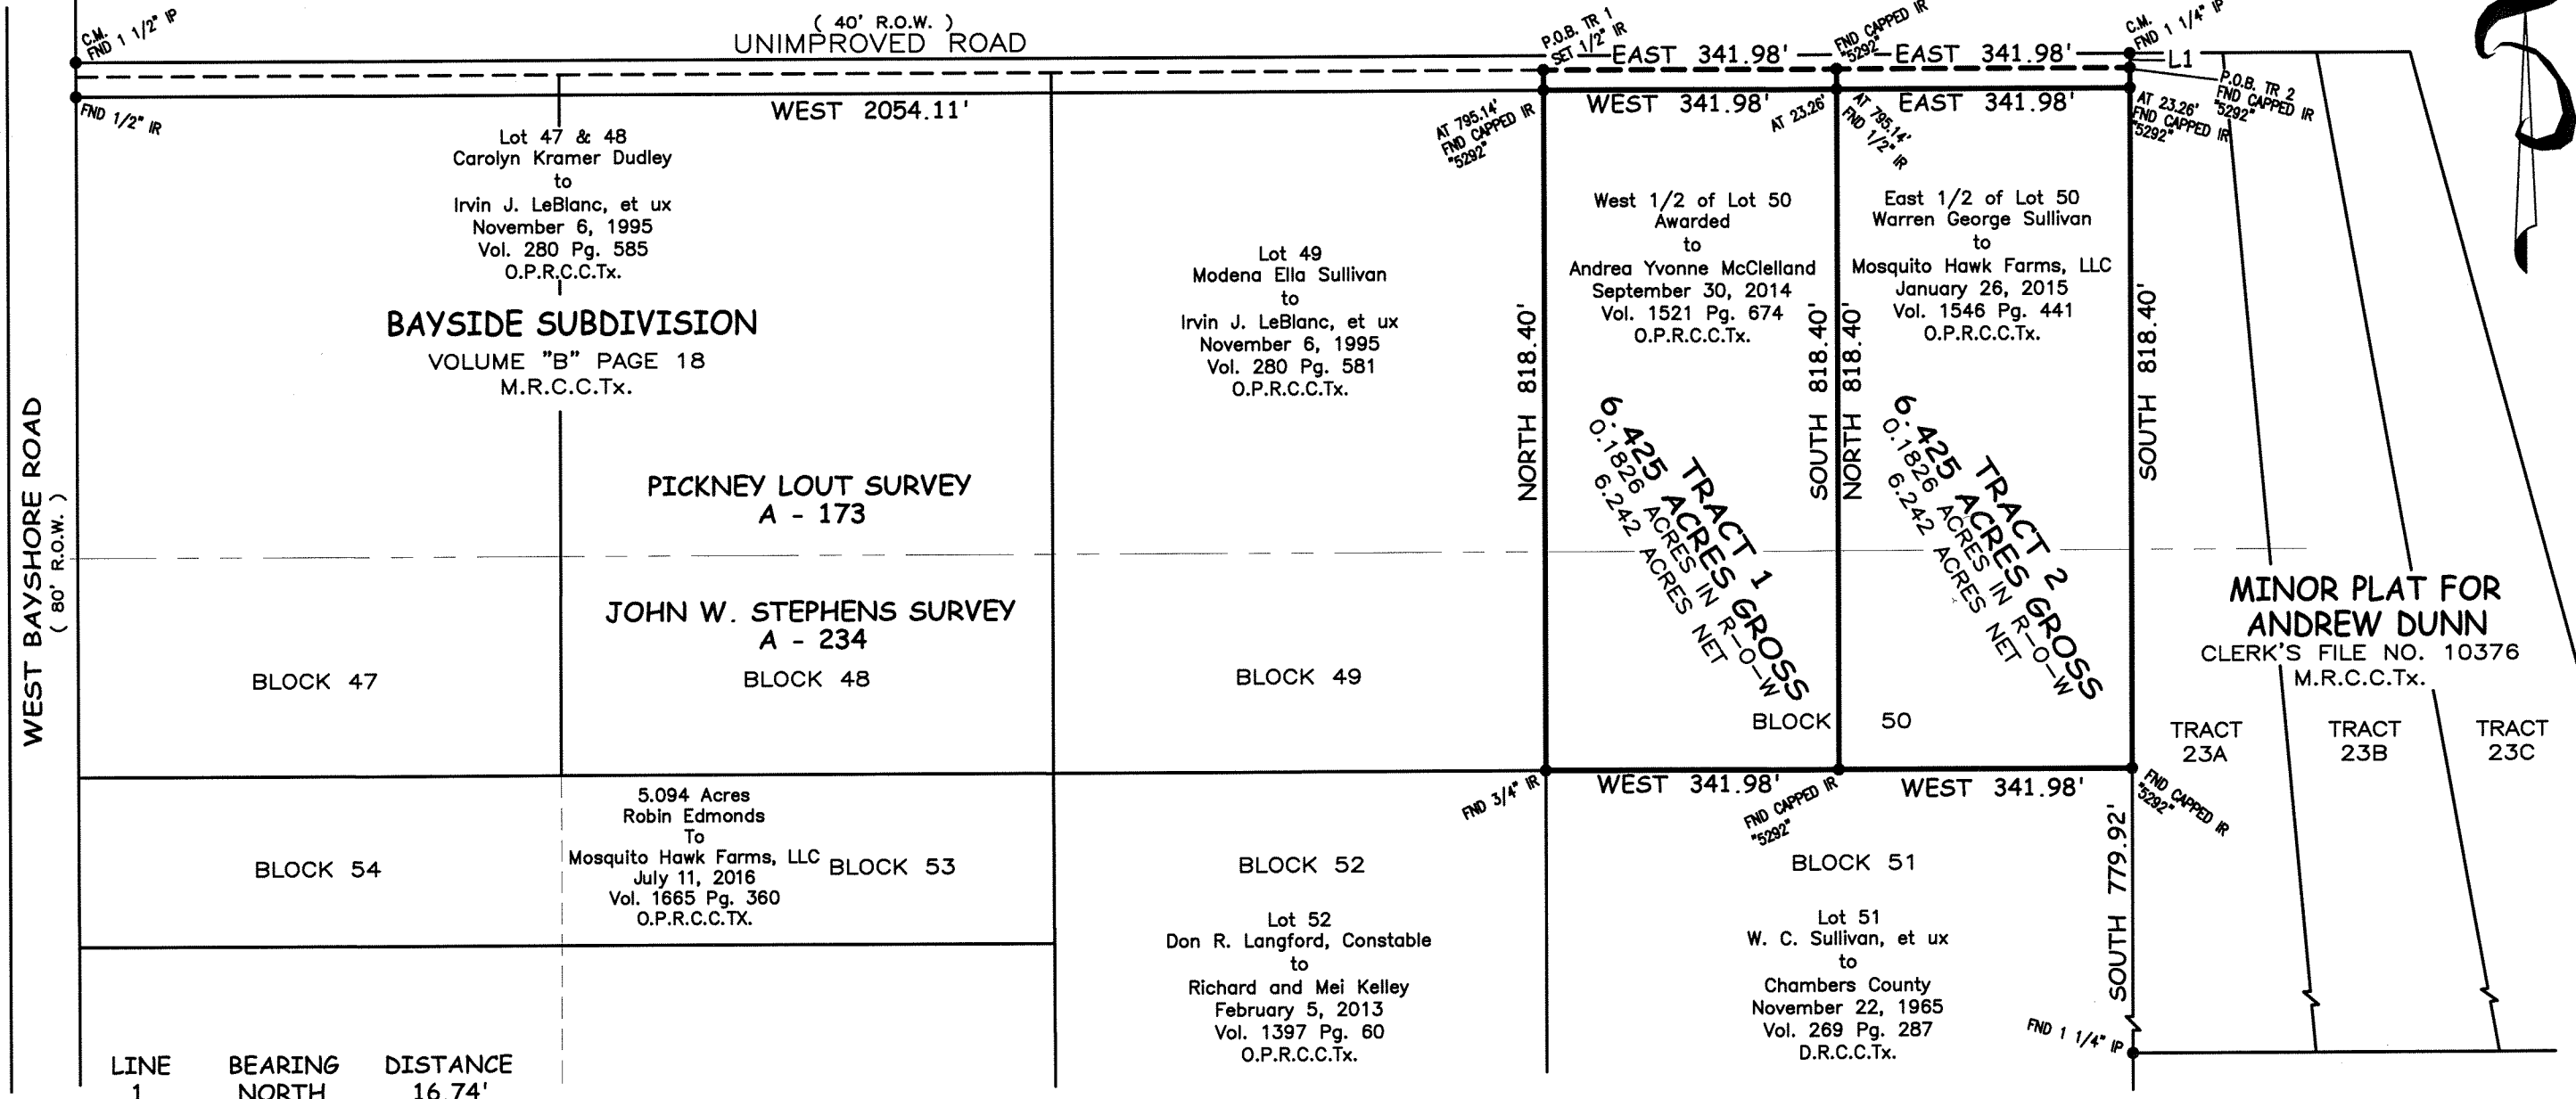 ( 40' R.O.W. )
UNIMPROVED ROAD
C.M.
FND 1 1/2" IP
FND 1/2" IR
WEST 2054.11'
P.O.B. TR 1
SET 1/2" IR
EAST 341.98'
FND CAPPED IR
"5292"
EAST 341.98'
C.M.
FND 1 1/4" IP
L1
P.O.B. TR 2
FND CAPPED IR
"5292"
AT 795.14'
FND CAPPED IR
"5292"
WEST 341.98'
AT 23.26'
AT 795.14'
FND 1/2" IR
EAST 341.98'
AT 23.26'
FND CAPPED IR
"5292"
Lot 47 & 48
Carolyn Kramer Dudley
to
Irvin J. LeBlanc, et ux
November 6, 1995
Vol. 280 Pg. 585
O.P.R.C.C.Tx.
BAYSIDE SUBDIVISION
VOLUME "B" PAGE 18
M.R.C.C.Tx.
Lot 49
Modena Ella Sullivan
to
Irvin J. LeBlanc, et ux
November 6, 1995
Vol. 280 Pg. 581
O.P.R.C.C.Tx.
West 1/2 of Lot 50
Awarded
to
Andrea Yvonne McClelland
September 30, 2014
Vol. 1521 Pg. 674
O.P.R.C.C.Tx.
East 1/2 of Lot 50
Warren George Sullivan
to
Mosquito Hawk Farms, LLC
January 26, 2015
Vol. 1546 Pg. 441
O.P.R.C.C.Tx.
NORTH 818.40'
SOUTH 818.40'
NORTH 818.40'
SOUTH 818.40'
WEST BAYSHORE ROAD
( 80' R.O.W. )
PICKNEY LOUT SURVEY
A - 173
JOHN W. STEPHENS SURVEY
A - 234
TRACT 1
6.425 ACRES GROSS
0.1826 ACRES IN R-O-W
6.242 ACRES NET
TRACT 2
6.425 ACRES GROSS
0.1826 ACRES IN R-O-W
6.242 ACRES NET
MINOR PLAT FOR
ANDREW DUNN
CLERK'S FILE NO. 10376
M.R.C.C.Tx.
BLOCK 47
BLOCK 48
BLOCK 49
BLOCK 50
TRACT
23A
TRACT
23B
TRACT
23C
FND 3/4" IR
WEST 341.98'
FND CAPPED IR
"5292"
WEST 341.98'
FND CAPPED IR
"5292"
SOUTH 779.92'
BLOCK 54
5.094 Acres
Robin Edmonds
To
Mosquito Hawk Farms, LLC
July 11, 2016
Vol. 1665 Pg. 360
O.P.R.C.C.TX.
BLOCK 53
BLOCK 52
Lot 52
Don R. Langford, Constable
to
Richard and Mei Kelley
February 5, 2013
Vol. 1397 Pg. 60
O.P.R.C.C.Tx.
BLOCK 51
Lot 51
W. C. Sullivan, et ux
to
Chambers County
November 22, 1965
Vol. 269 Pg. 287
D.R.C.C.Tx.
FND 1 1/4" IP
LINE BEARING DISTANCE
1 NORTH 16.74'